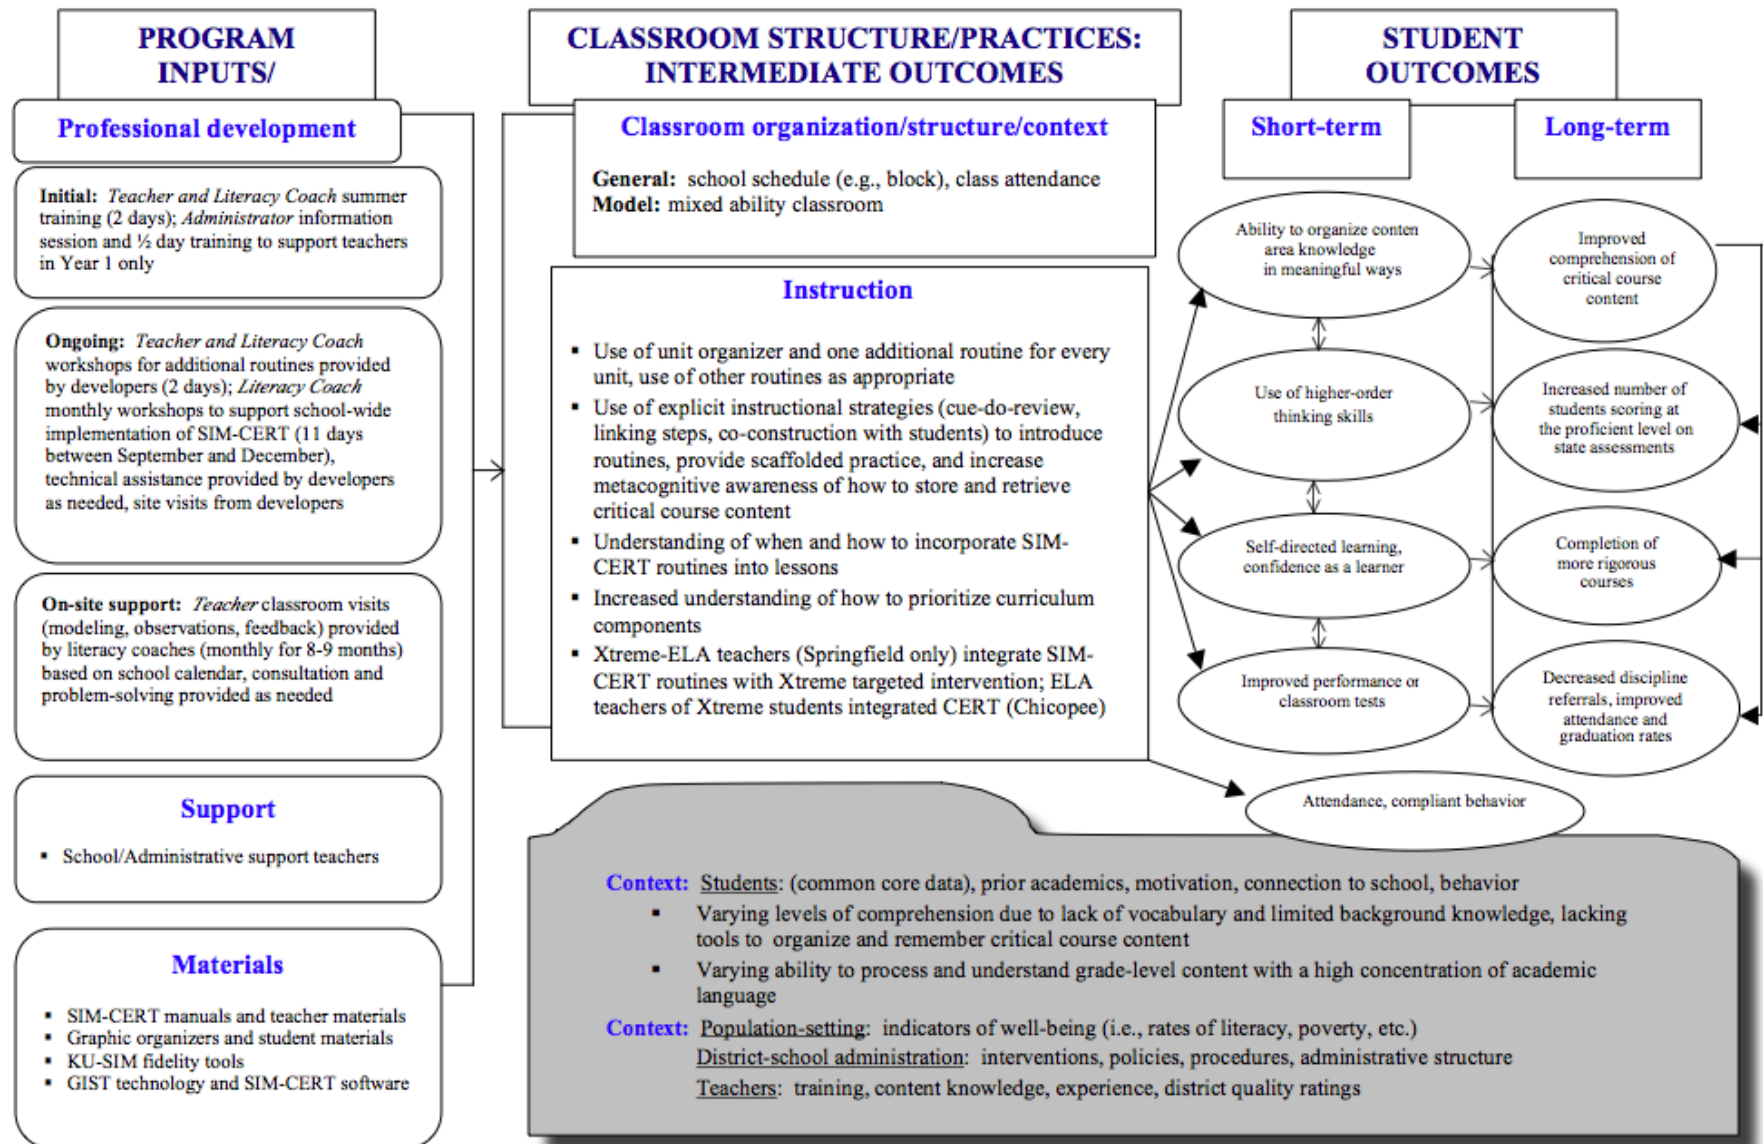 PROGRAM
INPUTS/
Professional development
Initial: Teacher and Literacy Coach summer
training (2 days); Administrator information
session and ½ day training to support teachers
in Year 1 only
Ongoing: Teacher and Literacy Coach
workshops for additional routines provided
by developers (2 days); Literacy Coach
monthly workshops to support school-wide
implementation of SIM-CERT (11 days
between September and December),
technical assistance provided by developers
as needed, site visits from developers
On-site support: Teacher classroom visits
(modeling, observations, feedback) provided
by literacy coaches (monthly for 8-9 months)
based on school calendar, consultation and
problem-solving provided as needed
Support
▪ School/Administrative support teachers
Materials
▪ SIM-CERT manuals and teacher materials
▪ Graphic organizers and student materials
▪ KU-SIM fidelity tools
▪ GIST technology and SIM-CERT software
CLASSROOM STRUCTURE/PRACTICES:
INTERMEDIATE OUTCOMES
Classroom organization/structure/context
General: school schedule (e.g., block), class attendance
Model: mixed ability classroom
Instruction
▪ Use of unit organizer and one additional routine for every
unit, use of other routines as appropriate
▪ Use of explicit instructional strategies (cue-do-review,
linking steps, co-construction with students) to introduce
routines, provide scaffolded practice, and increase
metacognitive awareness of how to store and retrieve
critical course content
▪ Understanding of when and how to incorporate SIM-
CERT routines into lessons
▪ Increased understanding of how to prioritize curriculum
components
▪ Xtreme-ELA teachers (Springfield only) integrate SIM-
CERT routines with Xtreme targeted intervention; ELA
teachers of Xtreme students integrated CERT (Chicopee)
STUDENT
OUTCOMES
Short-term
Ability to organize conten
area knowledge
in meaningful ways
Use of higher-order
thinking skills
Self-directed learning,
confidence as a learner
Improved performance or
classroom tests
Attendance, compliant behavior
Long-term
Improved
comprehension of
critical course
content
Increased number of
students scoring at
the proficient level on
state assessments
Completion of
more rigorous
courses
Decreased discipline
referrals, improved
attendance and
graduation rates
Context: Students: (common core data), prior academics, motivation, connection to school, behavior
▪ Varying levels of comprehension due to lack of vocabulary and limited background knowledge, lacking
tools to organize and remember critical course content
▪ Varying ability to process and understand grade-level content with a high concentration of academic
language
Context: Population-setting: indicators of well-being (i.e., rates of literacy, poverty, etc.)
District-school administration: interventions, policies, procedures, administrative structure
Teachers: training, content knowledge, experience, district quality ratings